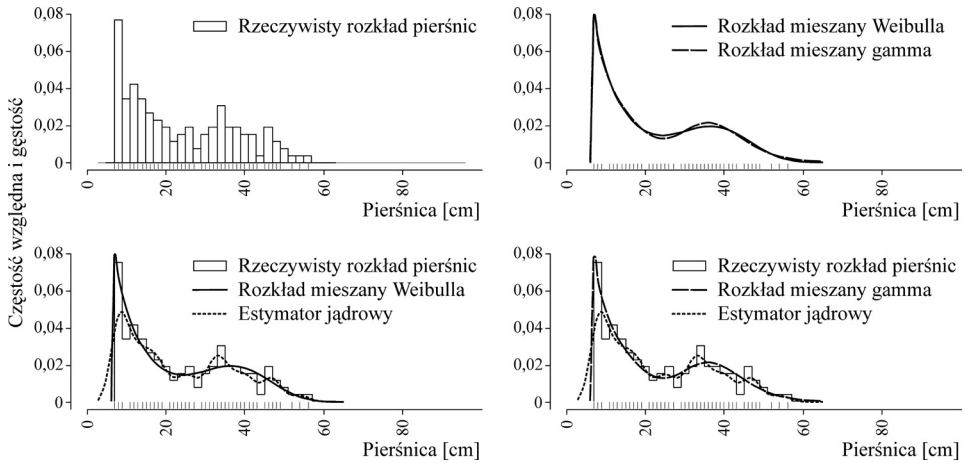 Częstość względna i gęstość
0,08
0,06
0,04
0,02
0
0
20
40
60
80
Pierśnica [cm]
Rzeczywisty rozkład pierśnic
0,08
0,06
0,04
0,02
0
0
20
40
60
80
Pierśnica [cm]
Rozkład mieszany Weibulla
Rozkład mieszany gamma
0,08
0,06
0,04
0,02
0
0
20
40
60
80
Pierśnica [cm]
Rzeczywisty rozkład pierśnic
Rozkład mieszany Weibulla
Estymator jądrowy
0,08
0,06
0,04
0,02
0
0
20
40
60
80
Pierśnica [cm]
Rzeczywisty rozkład pierśnic
Rozkład mieszany gamma
Estymator jądrowy